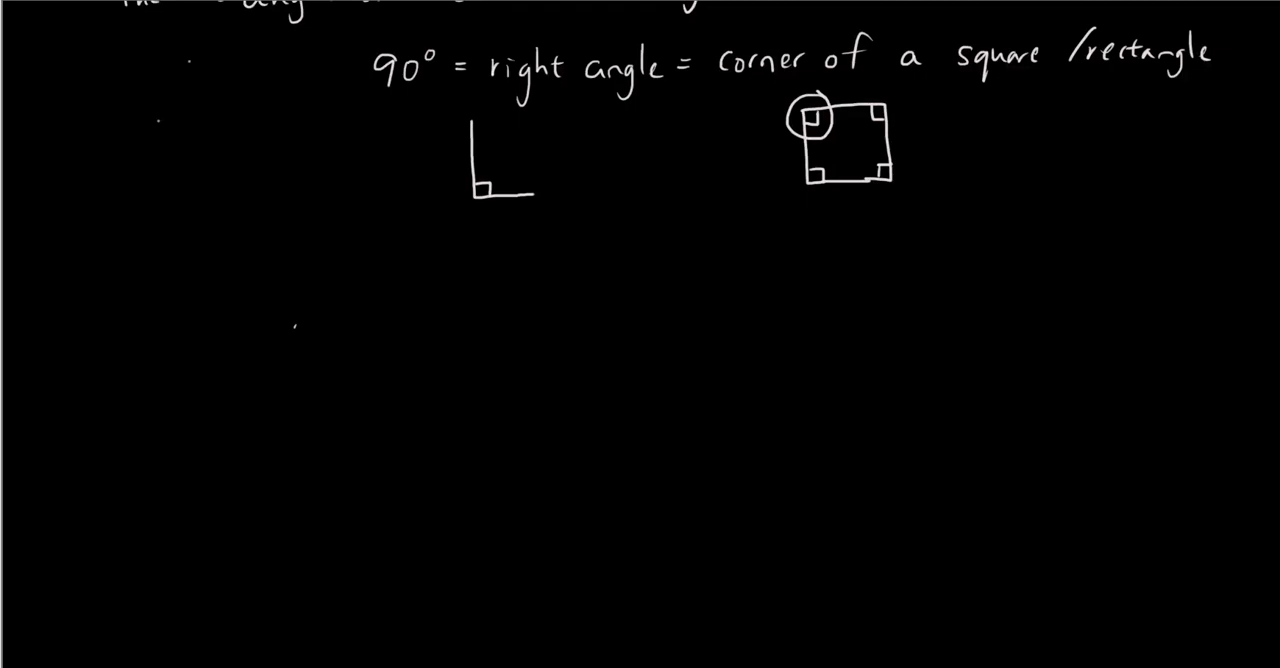 90° = right angle = corner of a square /rectangle